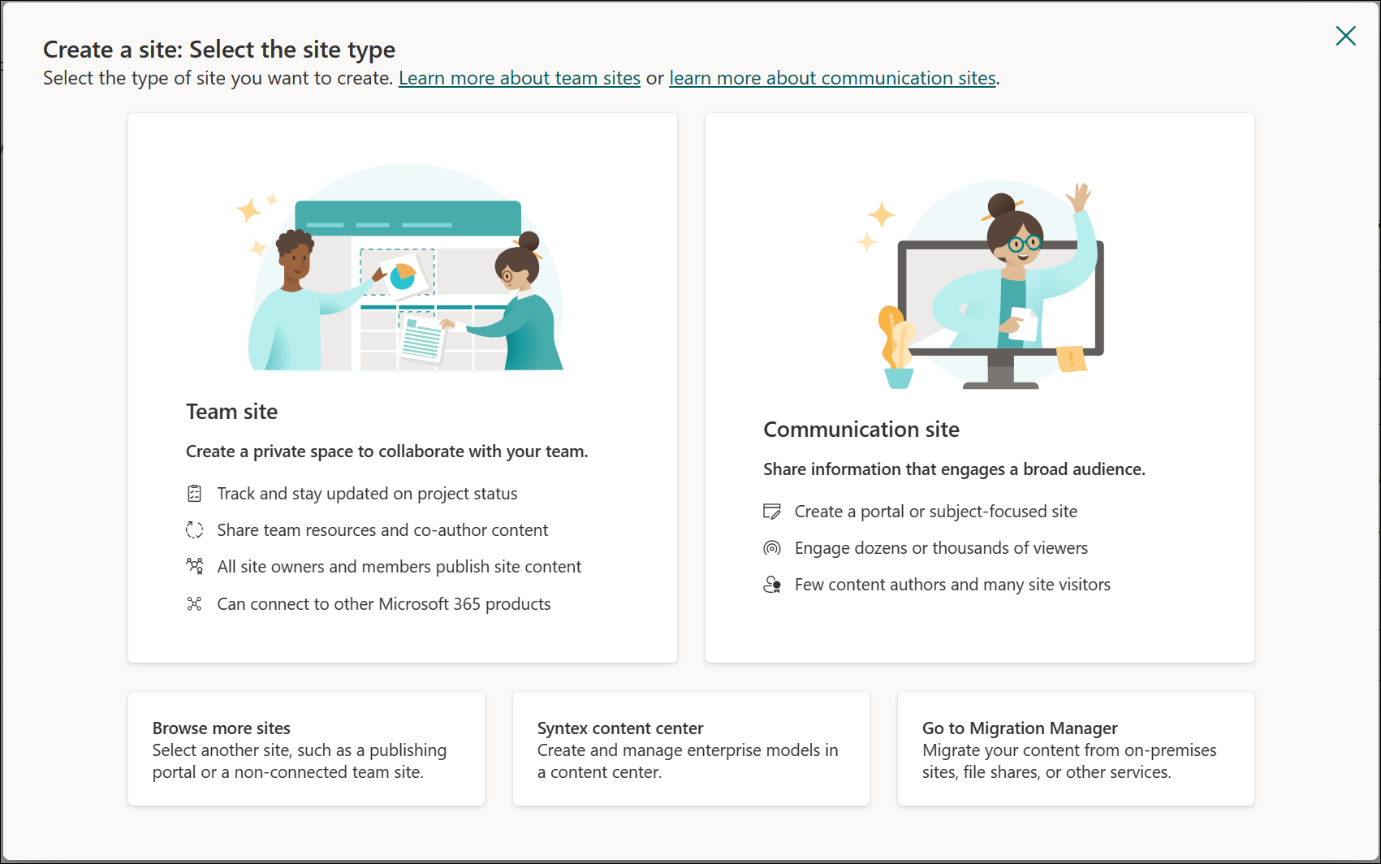 Create a site: Select the site type
Select the type of site you want to create. Learn more about team sites or learn more about communication sites.
Team site
Create a private space to collaborate with your team.
Track and stay updated on project status
Share team resources and co-author content
All site owners and members publish site content
Can connect to other Microsoft 365 products
Communication site
Share information that engages a broad audience.
Create a portal or subject-focused site
Engage dozens or thousands of viewers
Few content authors and many site visitors
Browse more sites
Select another site, such as a publishing
portal or a non-connected team site.
Syntex content center
Create and manage enterprise models in
a content center.
Go to Migration Manager
Migrate your content from on-premises
sites, file shares, or other services.